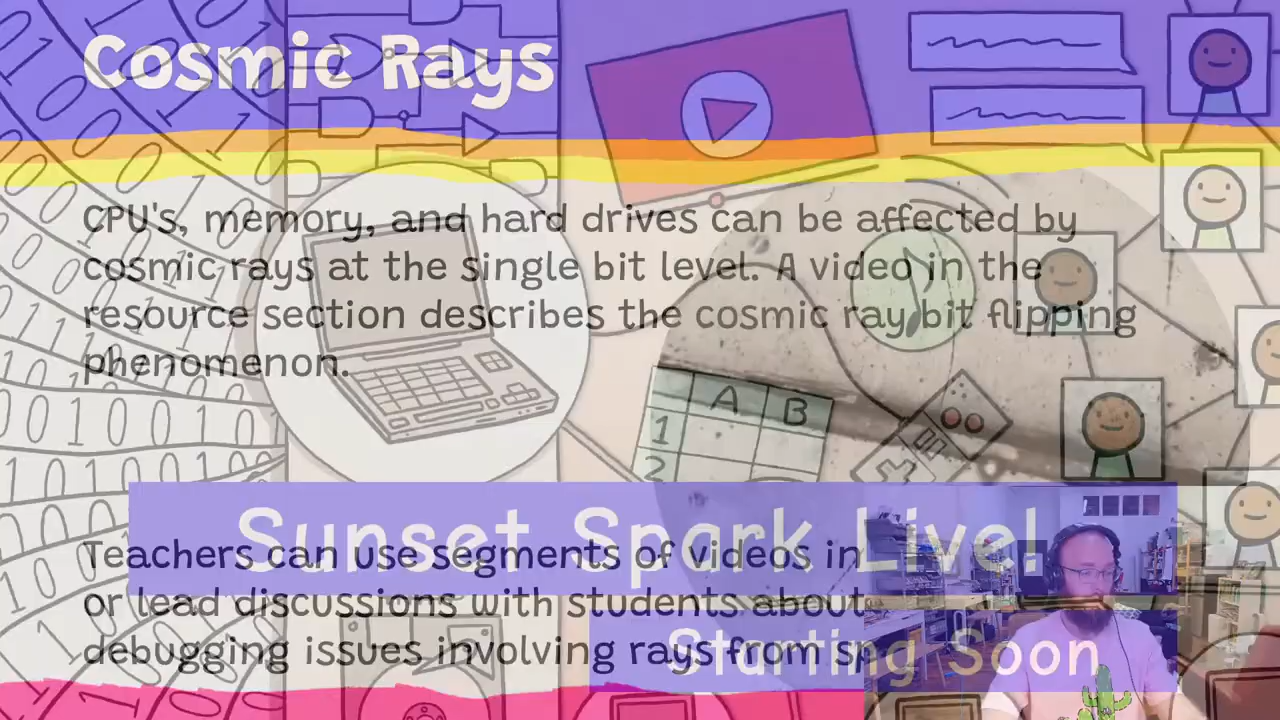 Cosmic Rays
CPU's, memory, and hard drives can be affected by
cosmic rays at the single bit level. A video in the
resource section describes the cosmic ray bit flipping
phenomenon.
A B
1
2
Sunset Spark Live!
Teachers can use segments of videos in
or lead discussions with students about
debugging issues involving rays from sp
Starting Soon